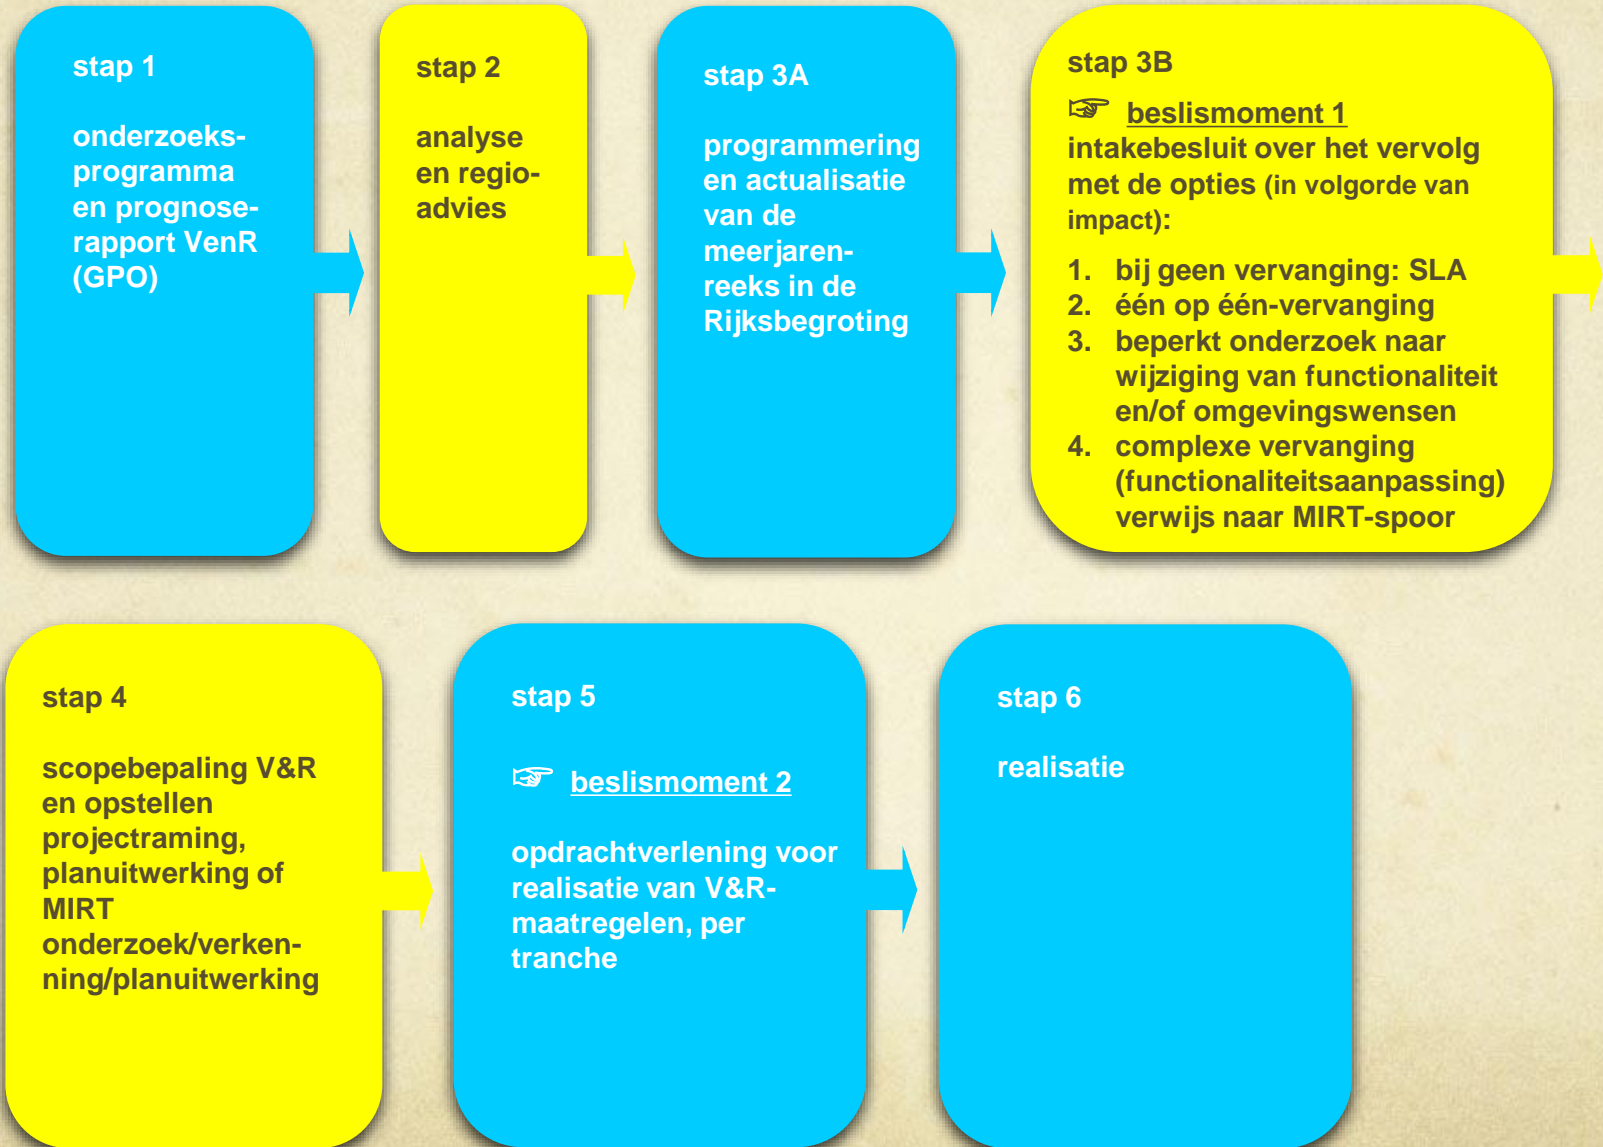 stap 1
onderzoeks-
programma
en prognose-
rapport VenR
(GPO)
stap 2
analyse
en regio-
advies
stap 3A
programmering
en actualisatie
van de
meerjaren-
reeks in de
Rijksbegroting
stap 3B
☞ beslismoment 1
intakebesluit over het vervolg
met de opties (in volgorde van
impact):
1. bij geen vervanging: SLA
2. één op één-vervanging
3. beperkt onderzoek naar
wijziging van functionaliteit
en/of omgevingswensen
4. complexe vervanging
(functionaliteitsaanpassing)
verwijs naar MIRT-spoor
stap 4
scopebepaling V&R
en opstellen
projectraming,
planuitwerking of
MIRT
onderzoek/verken-
ning/planuitwerking
stap 5
☞ beslismoment 2
opdrachtverlening voor
realisatie van V&R-
maatregelen, per
tranche
stap 6
realisatie